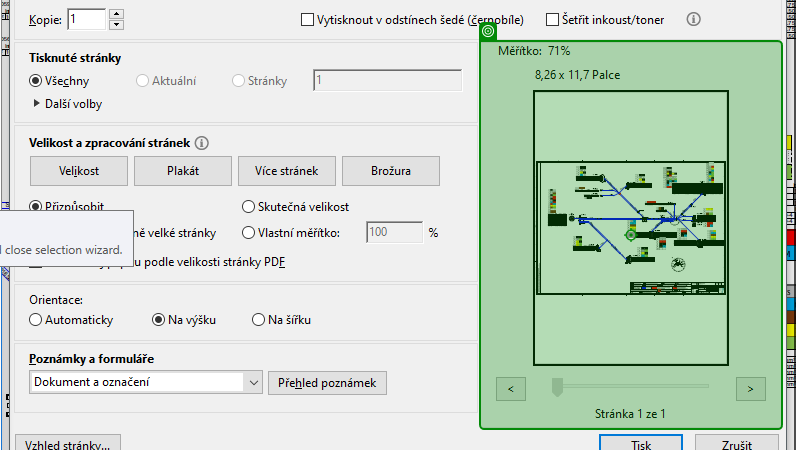 Kopie: 1
Vytisknout v odstínech šedé (černobíle)
Šetřit inkoust/toner
Měřítko: 71%
8,26 x 11,7 Palce
Tisknuté stránky
Všechny
Aktuální
Stránky
1
Další volby
Velikost a zpracování stránek
Velikost
Plakát
Více stránek
Brožura
Přizpůsobit
Skutečná velikost
ně velké stránky
Vlastní měřítko: 100 %
close selection wizard.
podle velikosti stránky PDF
Orientace:
Automaticky
Na výšku
Na šířku
Poznámky a formuláře
Dokument a označení
Přehled poznámek
<
>
Stránka 1 ze 1
Vzhled stránky...
Tisk
Zrušit